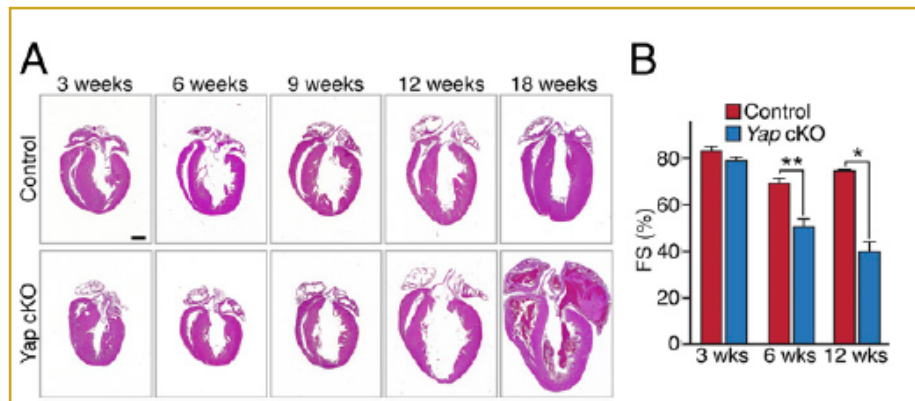 A
3 weeks 6 weeks 9 weeks 12 weeks 18 weeks
Control
Yap cKO
B
Control
Yap cKO
**
*
FS (%)
80
60
40
20
0
3 wks 6 wks 12 wks